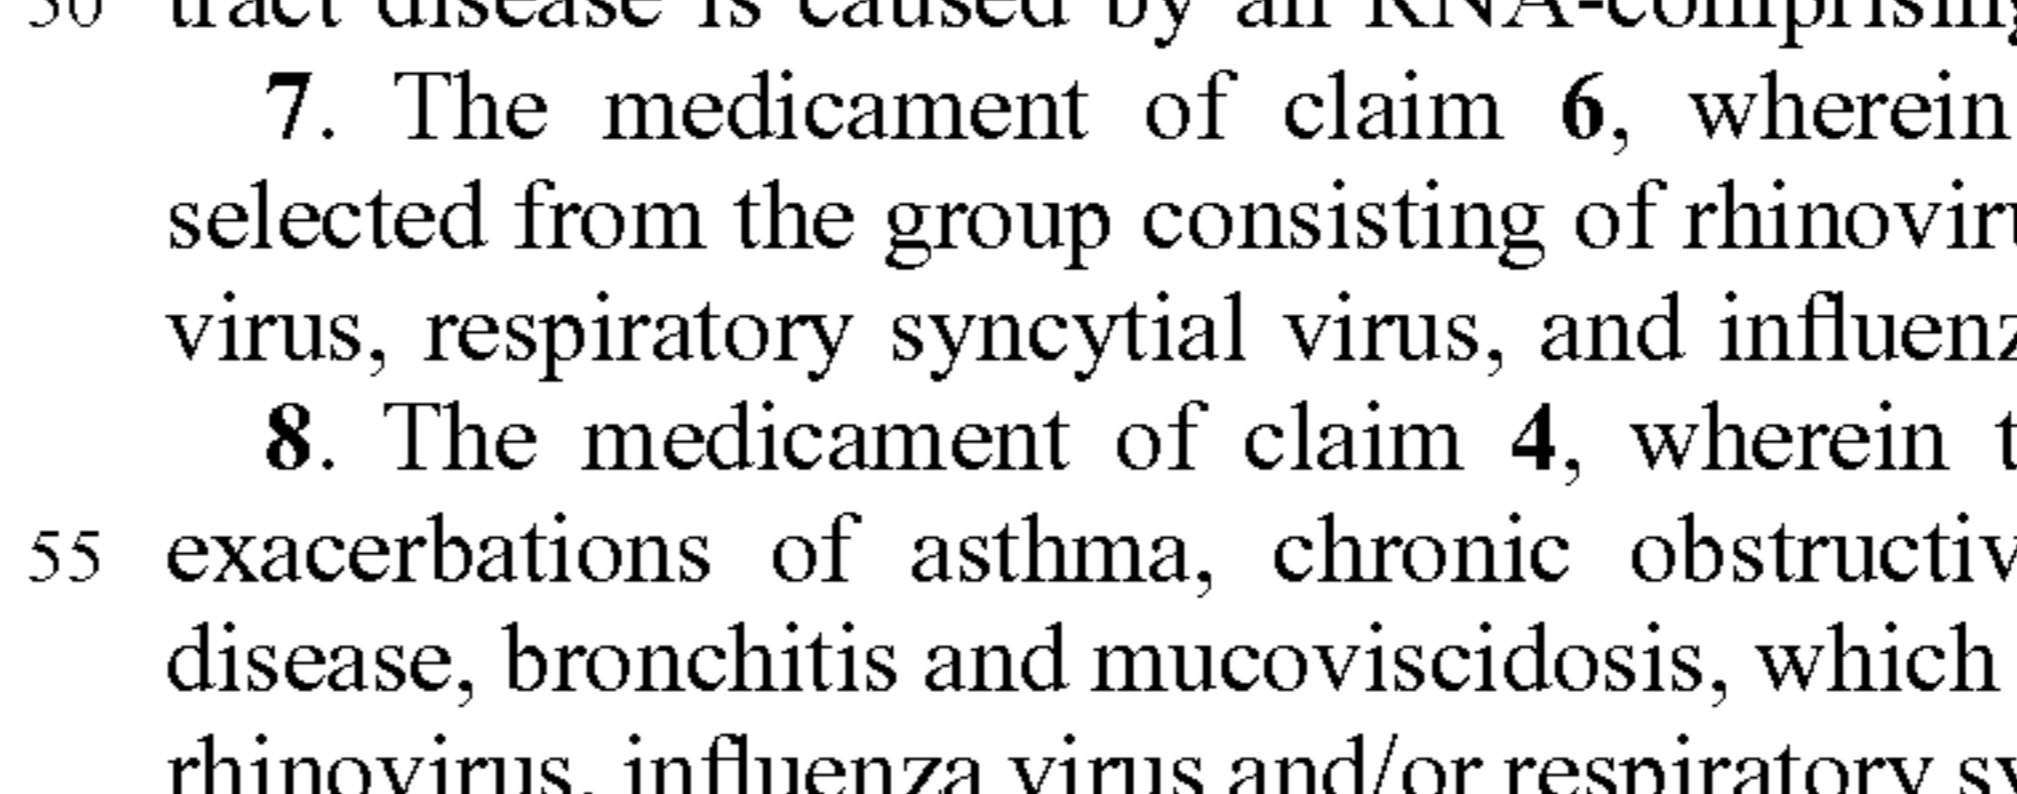 50 tract disease is caused by an RNA-comprising
7. The medicament of claim 6, wherein
selected from the group consisting of rhinoviru
virus, respiratory syncytial virus, and influenz
8. The medicament of claim 4, wherein t
55 exacerbations of asthma, chronic obstructiv
disease, bronchitis and mucoviscidosis, which
rhinovirus, influenza virus and/or respiratory sy